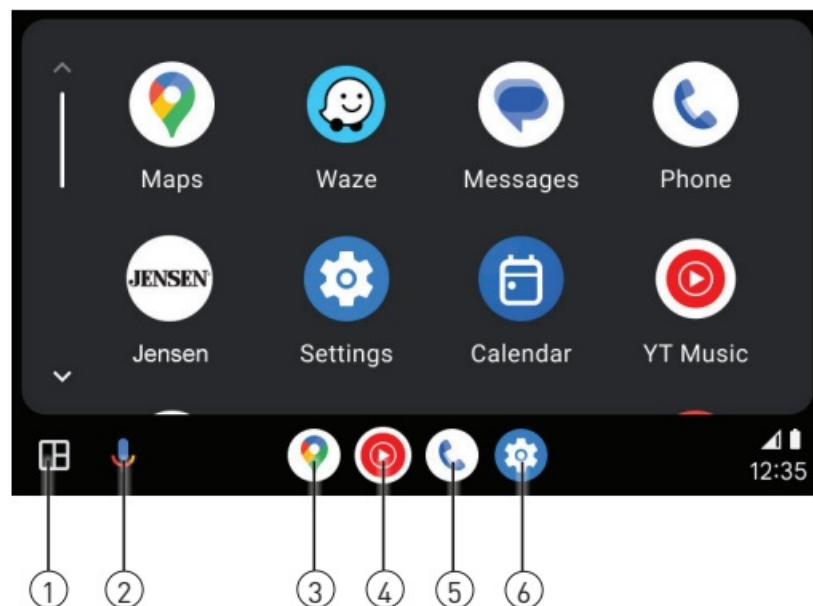 Maps Waze Messages Phone
JENSEN
Jensen Settings Calendar YT Music
12:35
1 2 3 4 5 6